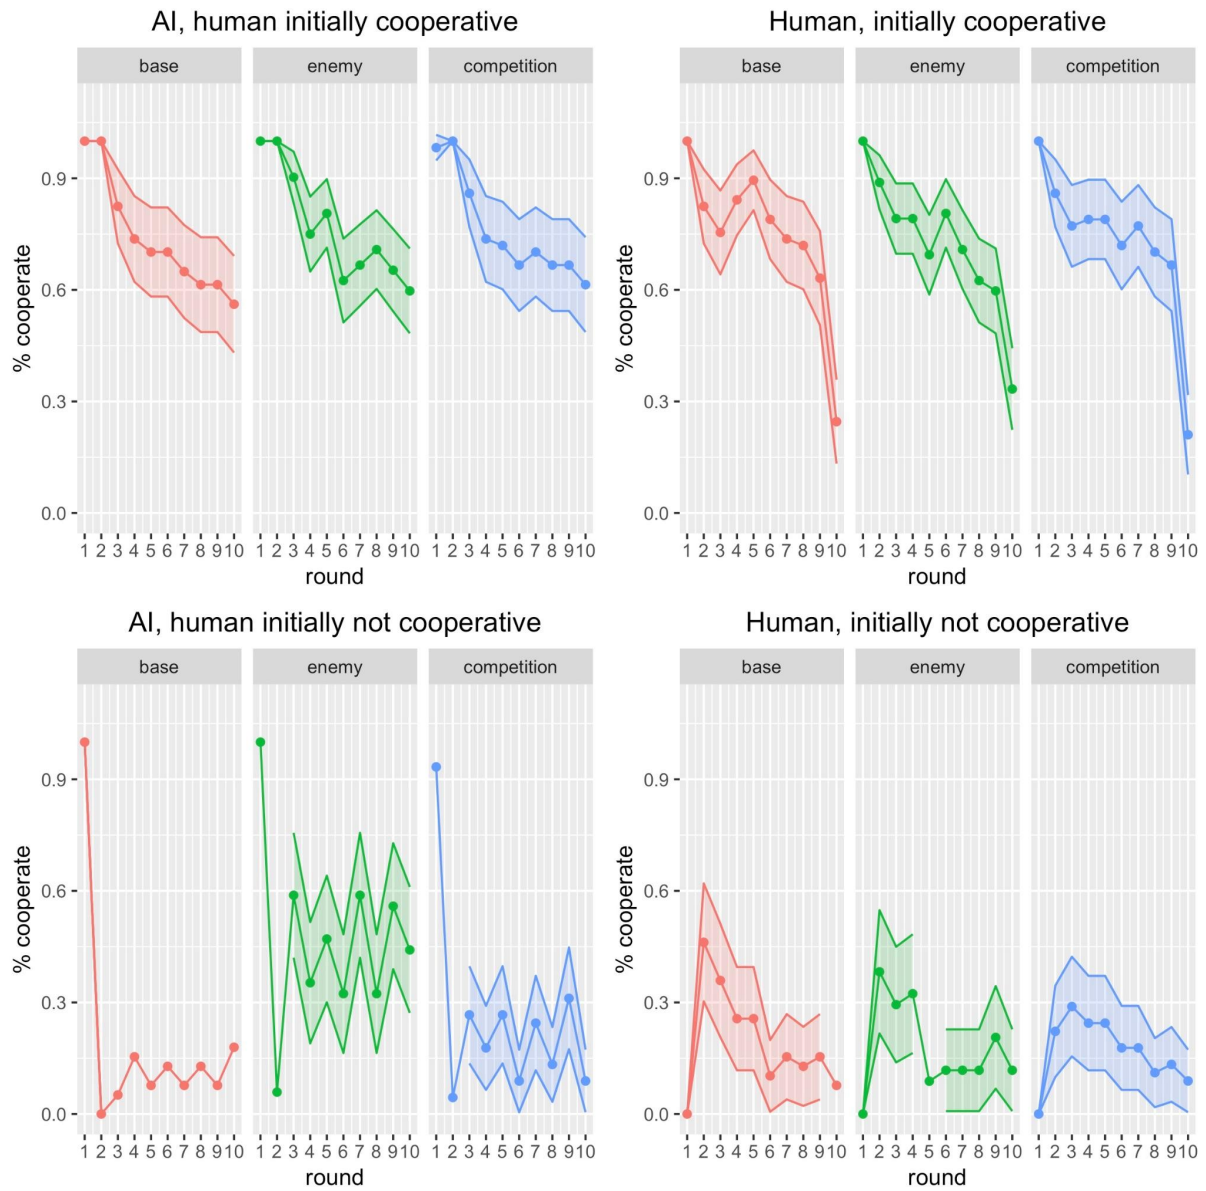 AI, human initially cooperative
base enemy competition
% cooperate
0.9
0.6
0.3
0.0
1 2 3 4 5 6 7 8 9 10 1 2 3 4 5 6 7 8 9 10 1 2 3 4 5 6 7 8 9 10
round
Human, initially cooperative
base enemy competition
% cooperate
0.9
0.6
0.3
0.0
1 2 3 4 5 6 7 8 9 10 1 2 3 4 5 6 7 8 9 10 1 2 3 4 5 6 7 8 9 10
round
AI, human initially not cooperative
base enemy competition
% cooperate
0.9
0.6
0.3
0.0
1 2 3 4 5 6 7 8 9 10 1 2 3 4 5 6 7 8 9 10 1 2 3 4 5 6 7 8 9 10
round
Human, initially not cooperative
base enemy competition
% cooperate
0.9
0.6
0.3
0.0
1 2 3 4 5 6 7 8 9 10 1 2 3 4 5 6 7 8 9 10 1 2 3 4 5 6 7 8 9 10
round